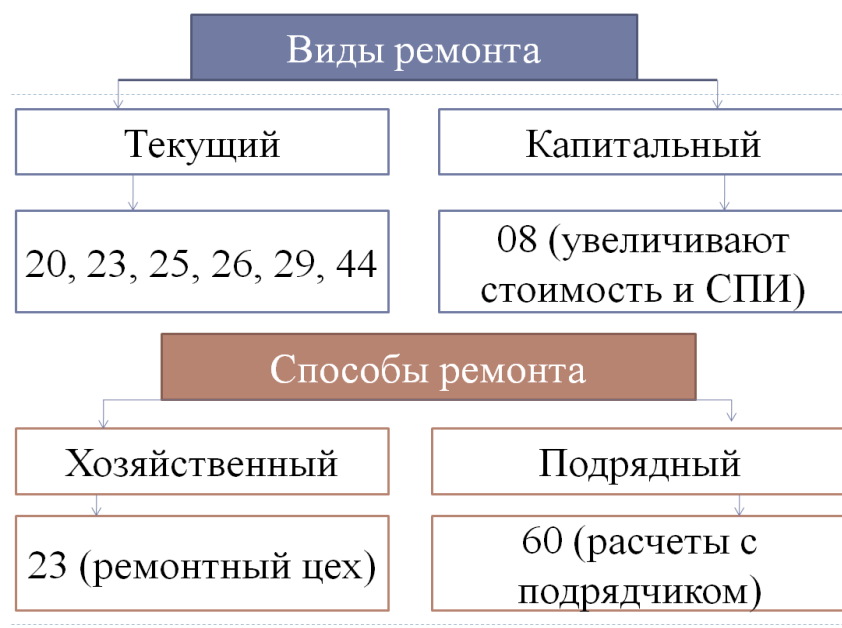 Виды ремонта
Текущий
Капитальный
20, 23, 25, 26, 29, 44
08 (увеличивают
стоимость и СПИ)
Способы ремонта
Хозяйственный
Подрядный
23 (ремонтный цех)
60 (расчеты с
подрядчиком)